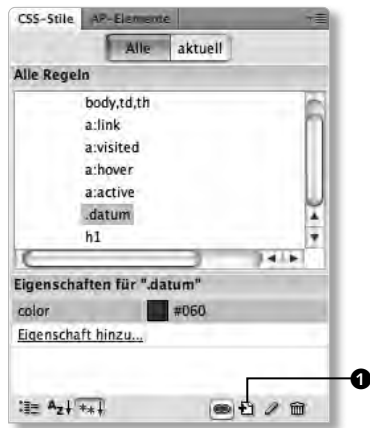 CSS-Stile AP-Elemente
Alle aktuell
Alle Regeln
body,td,th
a:link
a:visited
a:hover
a:active
.datum
h1
Eigenschaften für ".datum"
color #060
Eigenschaft hinzu...
Az↓ **↓
1